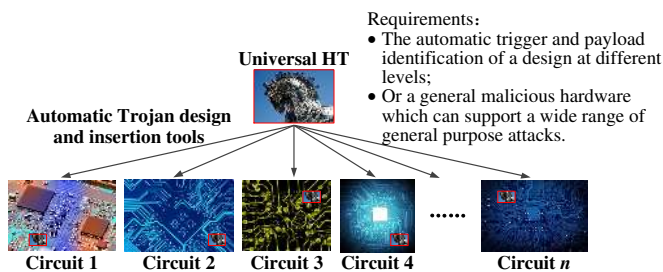 Requirements：
• The automatic trigger and payload
identification of a design at different
levels;
• Or a general malicious hardware
which can support a wide range of
general purpose attacks.
Universal HT
Automatic Trojan design
and insertion tools
......
Circuit 1 Circuit 2 Circuit 3 Circuit 4 Circuit n